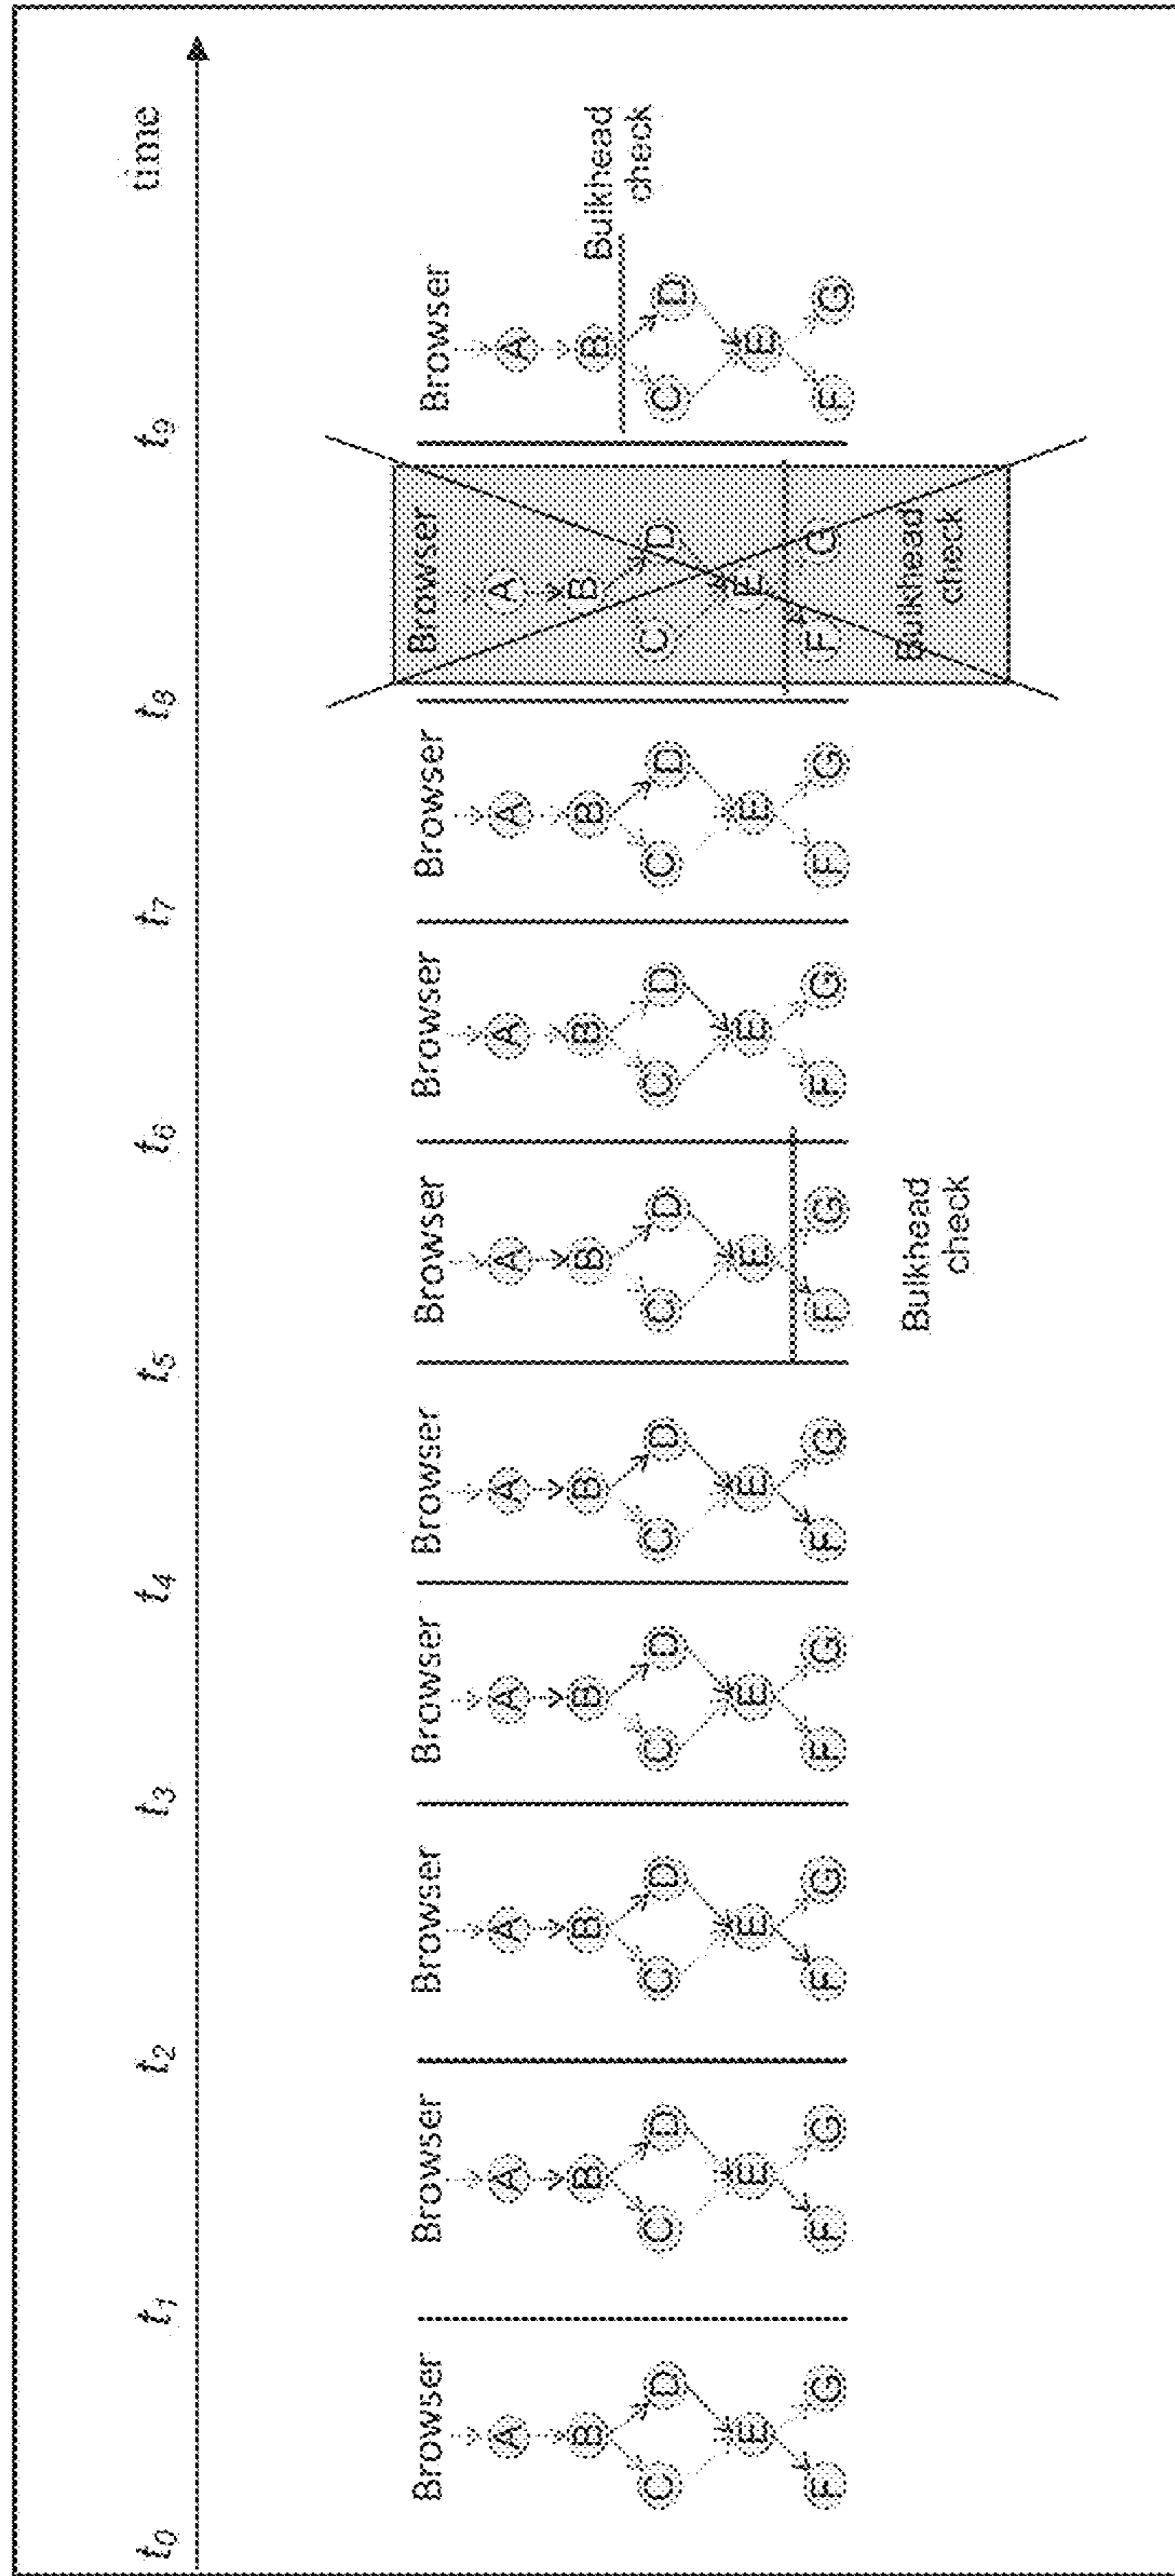 t0 t1 t2 t3 t4 t5 t6 t7 t8 t9 time
Browser Browser Browser Browser Browser Browser Browser Browser Browser Browser
A A A A A A A A A A
B B B B B B B B B B
Bulkhead
check
C D C D C D C D C D C D C D C D C D C D
E E E E E E E E E E
F G F G F G F G F G F G F G F G F G F G
Bulkhead Bulkhead
check check